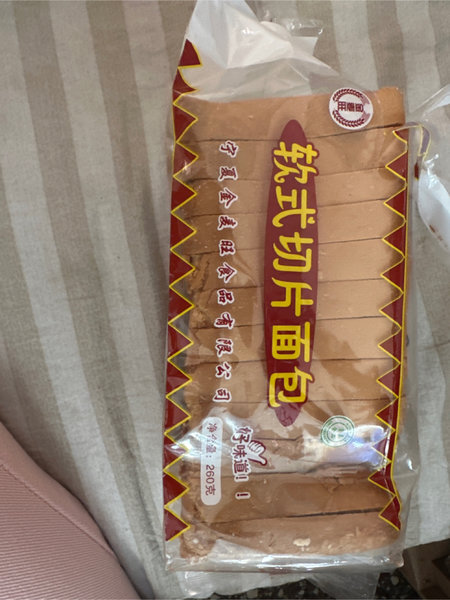 软式切片面包
宁夏金麦旺食品有限公司
好味道!
净含量: 260克